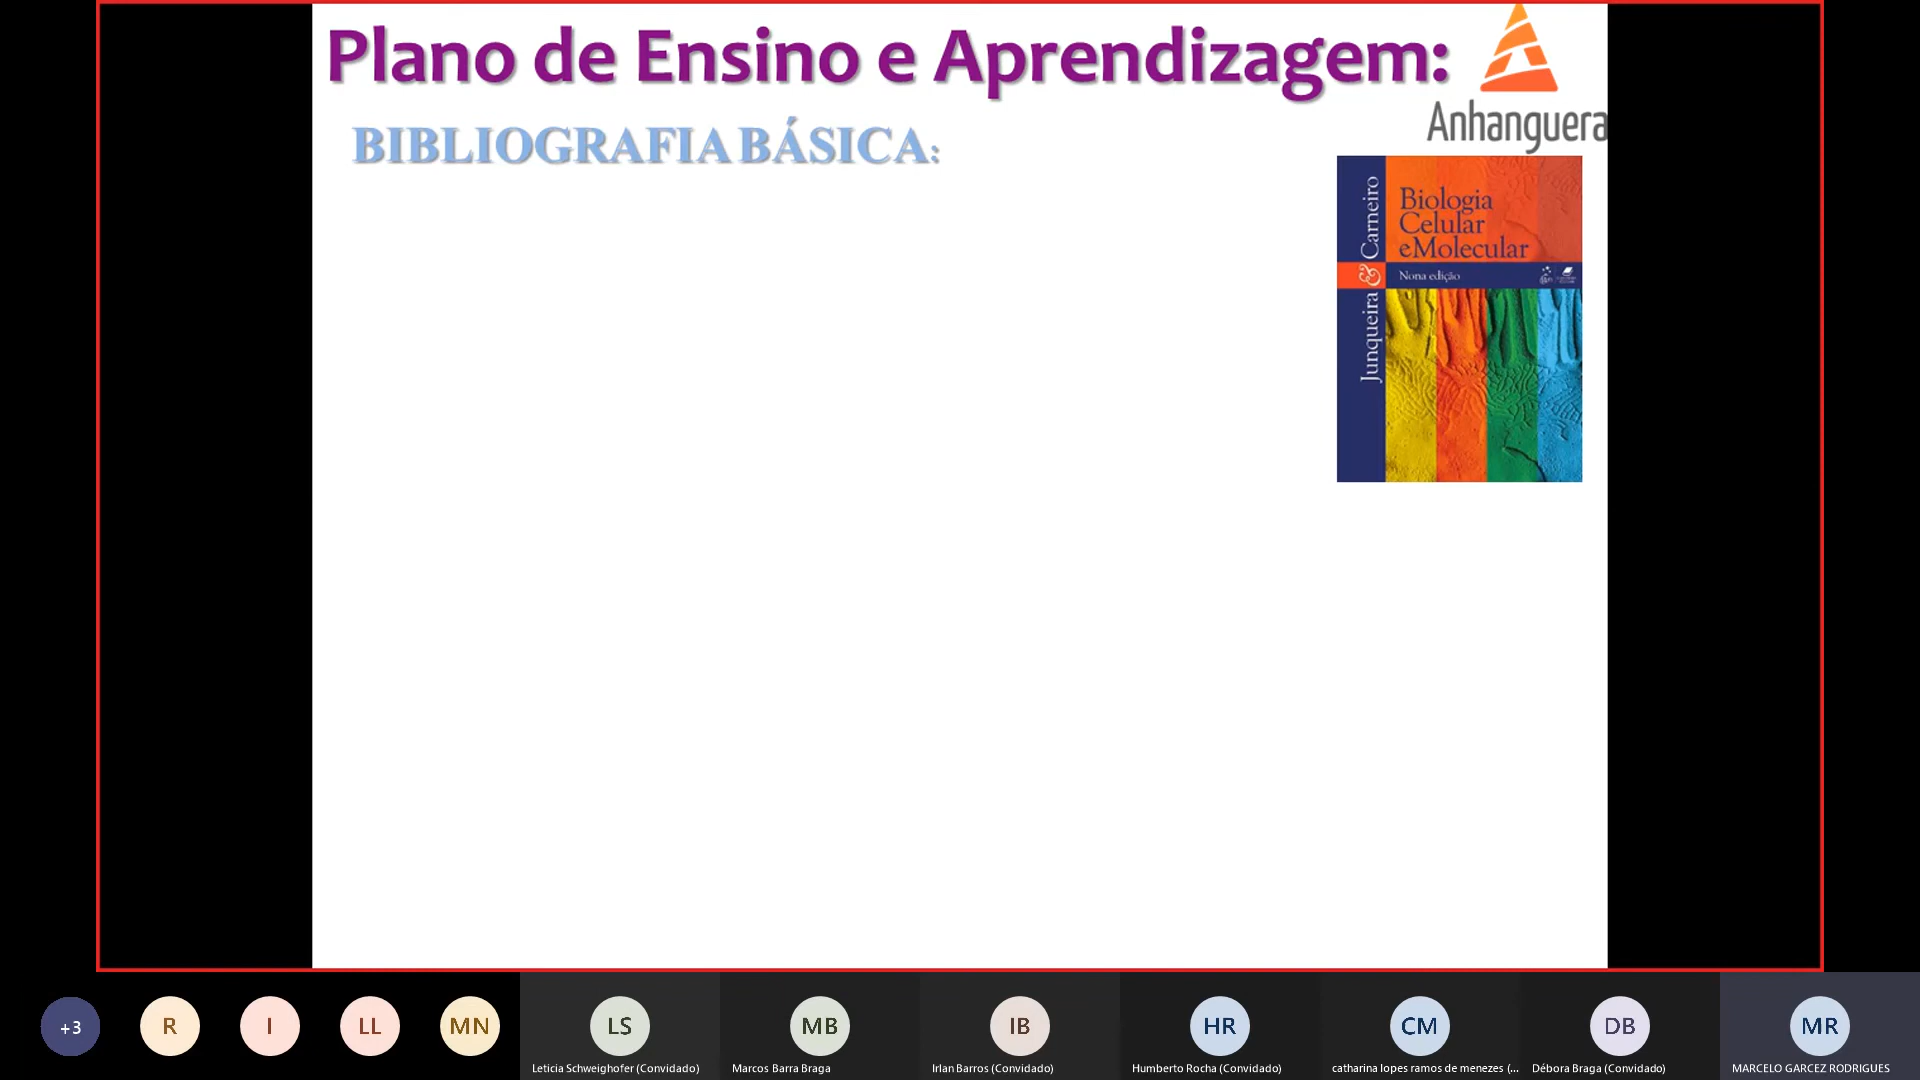 Plano de Ensino e Aprendizagem:
Anhanguera
BIBLIOGRAFIA BÁSICA:
Junqueira & Carneiro
Biologia
Celular
e Molecular
Nona edição
+3
R
I
LL
MN
LS
MB
IB
HR
CM
DB
MR
Leticia Schweighofer (Convidado)
Marcos Barra Braga
Irlan Barros (Convidado)
Humberto Rocha (Convidado)
catharina lopes ramos de menezes (...
Débora Braga (Convidado)
MARCELO GARCEZ RODRIGUES